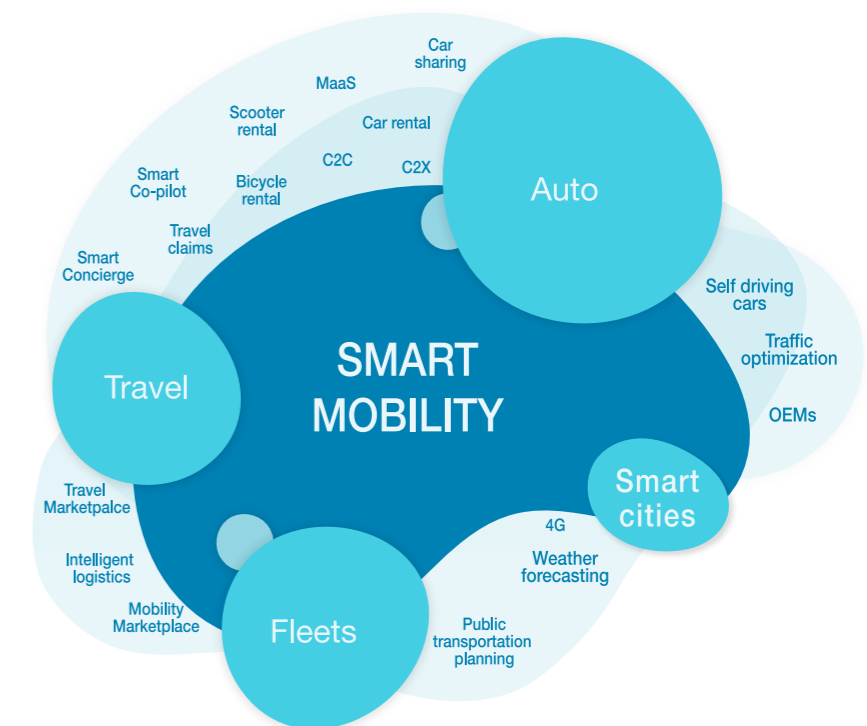 Car
sharing
MaaS
Scooter
rental
Car rental
C2C
C2X
Smart
Co-pilot
Bicycle
rental
Travel
claims
Smart
Concierge
Auto
Self driving
cars
Traffic
optimization
OEMs
SMART
MOBILITY
Travel
Smart
cities
Travel
Marketpalce
Intelligent
logistics
Mobility
Marketplace
Fleets
4G
Weather
forecasting
Public
transportation
planning